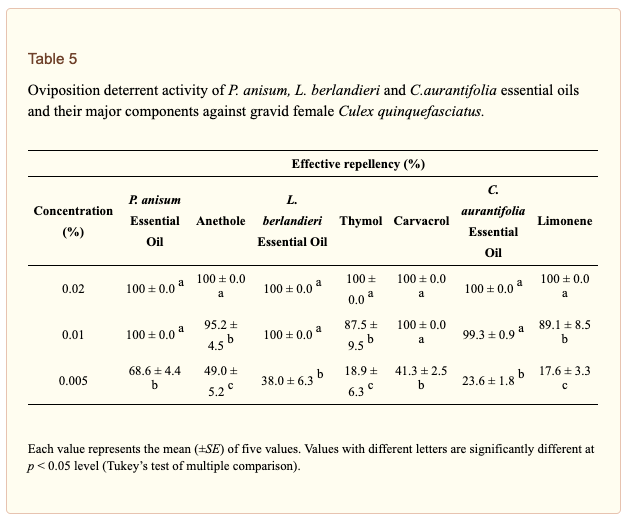 Table 5
Oviposition deterrent activity of P. anisum, L. berlandieri and C.aurantifolia essential oils
and their major components against gravid female Culex quinquefasciatus.
Effective repellency (%)
Concentration (%) P. anisum Essential Oil Anethole L. berlandieri Essential Oil Thymol Carvacrol C. aurantifolia Essential Oil Limonene
0.02 100 ± 0.0 a 100 ± 0.0 a 100 ± 0.0 a 100 ± 0.0 a 100 ± 0.0 a 100 ± 0.0 a 100 ± 0.0 a
0.01 100 ± 0.0 a 95.2 ± 4.5 b 100 ± 0.0 a 87.5 ± 9.5 b 100 ± 0.0 a 99.3 ± 0.9 a 89.1 ± 8.5 b
0.005 68.6 ± 4.4 b 49.0 ± 5.2 c 38.0 ± 6.3 b 18.9 ± 6.3 c 41.3 ± 2.5 b 23.6 ± 1.8 b 17.6 ± 3.3 c
Each value represents the mean (±SE) of five values. Values with different letters are significantly different at
p < 0.05 level (Tukey’s test of multiple comparison).